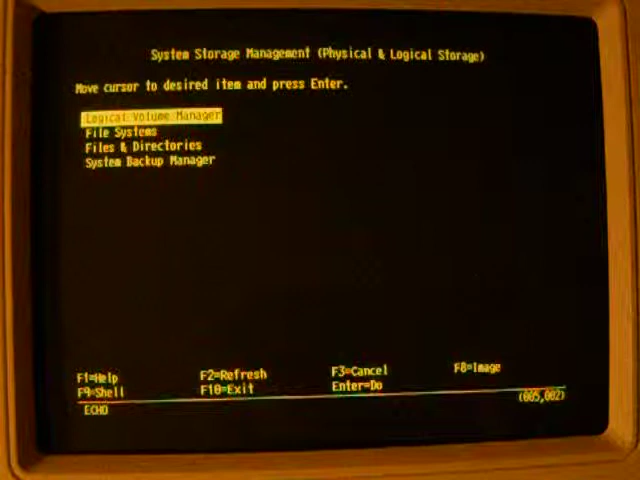 System Storage Management (Physical & Logical Storage)
Move cursor to desired item and press Enter.
Logical Volume Manager
File Systems
Files & Directories
System Backup Manager
F1=Help F2=Refresh F3=Cancel F8=Image
F9=Shell F10=Exit Enter=Do
(005,002)
ECHO